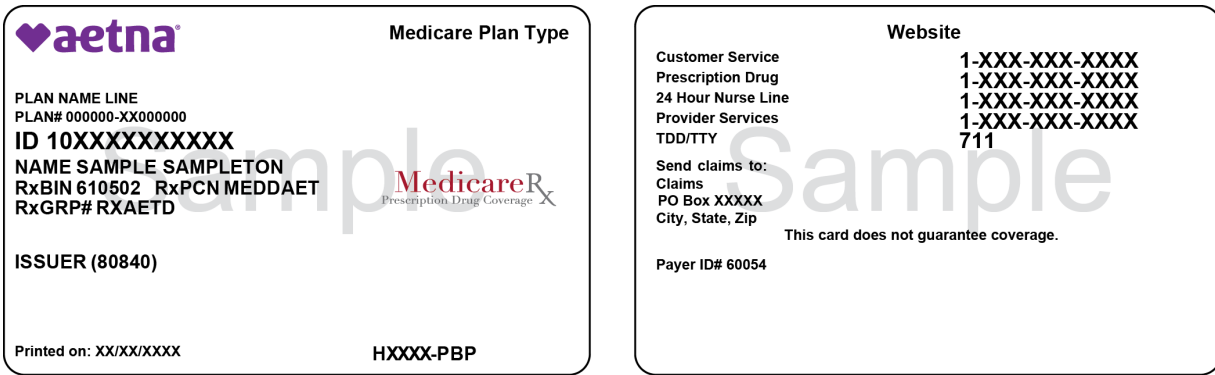 aetna®
Medicare Plan Type
PLAN NAME LINE
PLAN# 000000-XX000000
ID 10XXXXXXXXXX
NAME SAMPLE SAMPLETON
RxBIN 610502 RxPCN MEDDAET
RxGRP# RXAETD
MedicareRx
Prescription Drug Coverage
ISSUER (80840)
Printed on: XX/XX/XXXX
HXXXX-PBP
Sample
Website
Customer Service 1-XXX-XXX-XXXX
Prescription Drug 1-XXX-XXX-XXXX
24 Hour Nurse Line 1-XXX-XXX-XXXX
Provider Services 1-XXX-XXX-XXXX
TDD/TTY 711
Send claims to:
Claims
PO Box XXXXX
City, State, Zip
This card does not guarantee coverage.
Payer ID# 60054
Sample